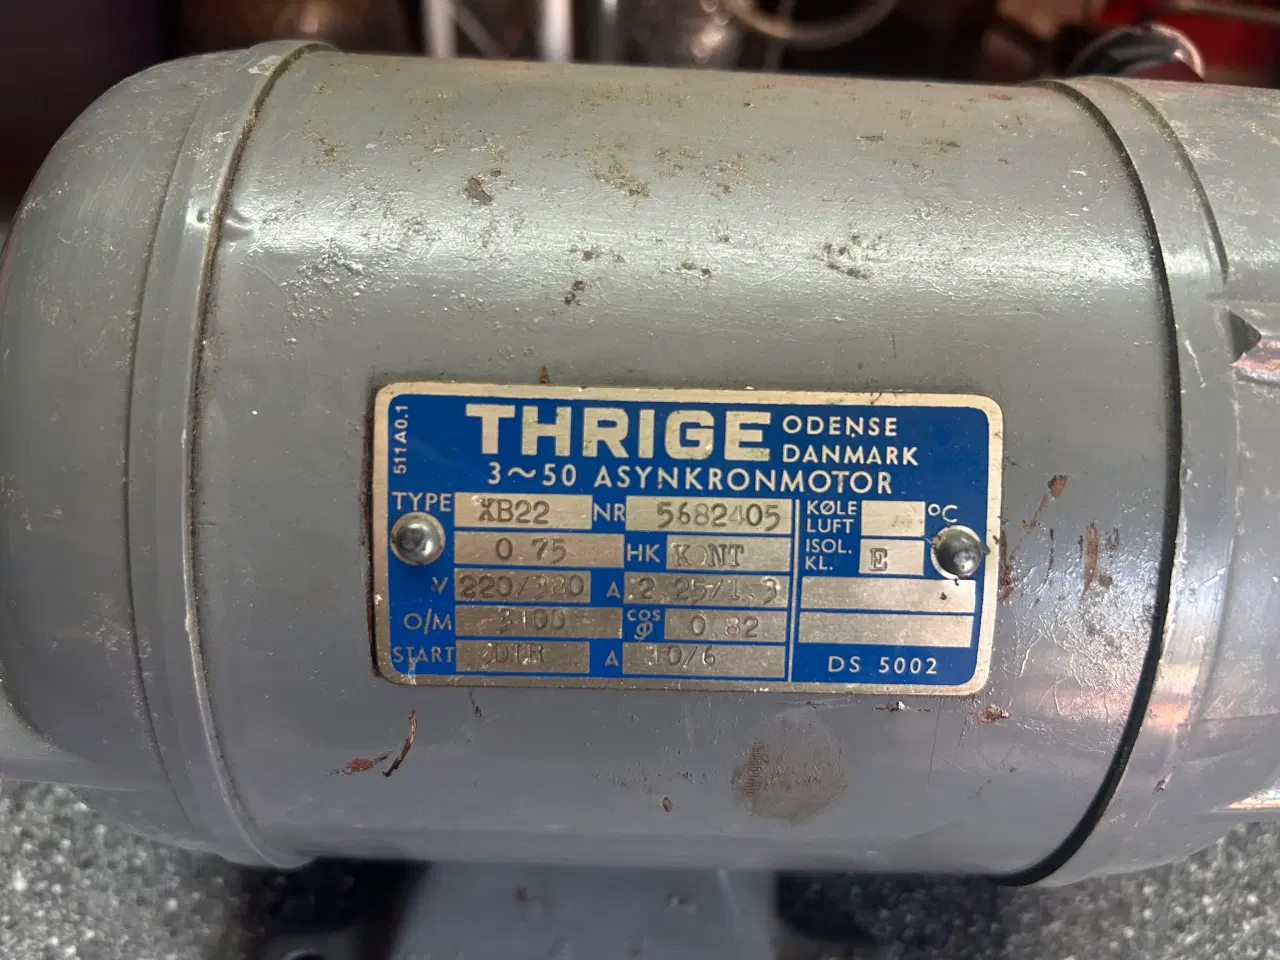 511A0.1
THRIGE ODENSE DANMARK
3~50 ASYNKRONMOTOR
TYPE XB22 NR 5682405 KØLE LUFT °C
0.75 HK KONT ISOL. KL. E
V 220/380 A 2.25/1.3
O/M COS φ 0.82
START DIR A 10/6 DS 5002